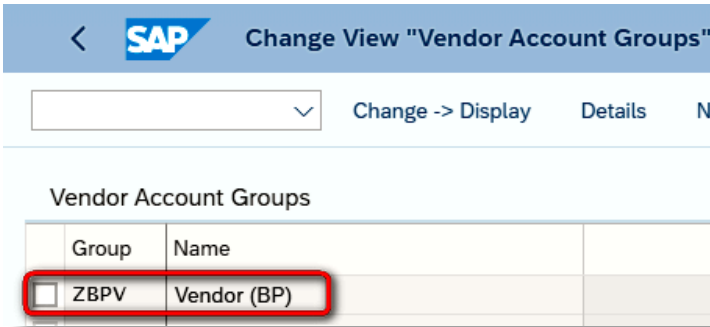 SAP Change View "Vendor Account Groups"
Change -> Display Details N
Vendor Account Groups
Group Name
ZBPV Vendor (BP)